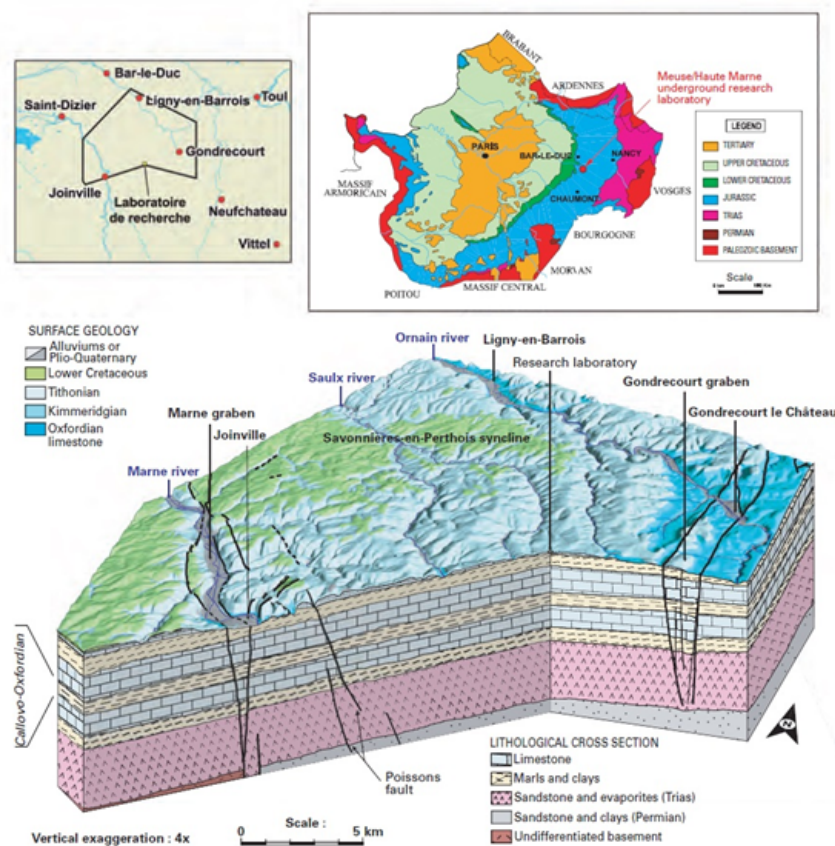 Bar-le-Duc
Saint-Dizier
Ligny-en-Barrois
Toul
Gondrecourt
Joinville
Laboratoire
de recherche
Neufchateau
Vittel
BRABANT
ARDENNES
Meuse/Haute Marne
underground research
laboratory
PARIS
BAR-LE-DUC
NANCY
MASSIF
ARMORICAIN
CHAUMONT
VOSGES
BOURGOGNE
MORVAN
MASSIF CENTRAL
POITOU
LEGEND
TERTIARY
UPPER CRETACEOUS
LOWER CRETACEOUS
JURASSIC
TRIAS
PERMIAN
PALEOZOIC BASEMENT
Scale
SURFACE GEOLOGY
Alluviums or
Plio-Quaternary
Lower Cretaceous
Tithonian
Kimmeridgian
Oxfordian
limestone
Ornain river
Ligny-en-Barrois
Research laboratory
Saulx river
Gondrecourt graben
Marne graben
Gondrecourt le Château
Joinville
Savonnières-en-Perthois syncline
Marne river
Callovo-Oxfordian
N
Poissons
fault
LITHOLOGICAL CROSS SECTION
Limestone
Marls and clays
Sandstone and evaporites (Trias)
Sandstone and clays (Permian)
Undifferentiated basement
Vertical exaggeration : 4x
Scale :
0 5 km